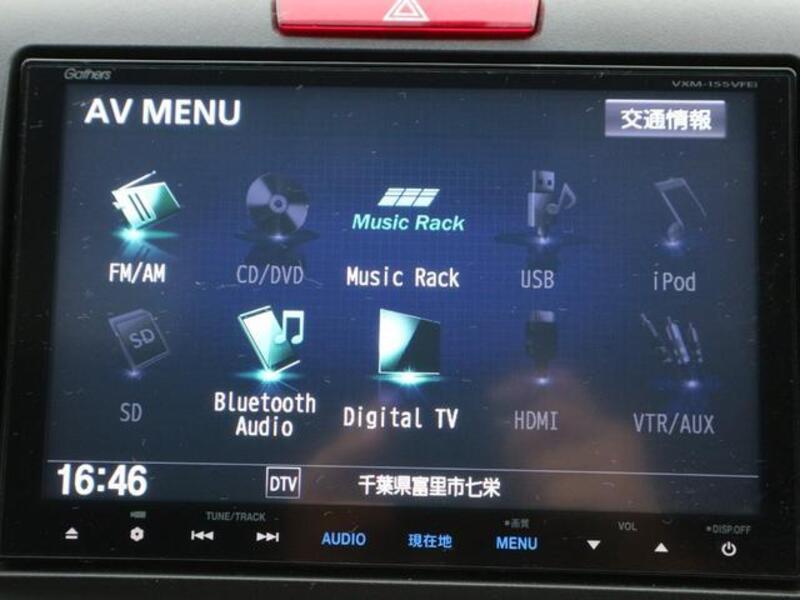 Gathers
VXM-155VFEi
AV MENU
交通情報
Music Rack
FM/AM
CD/DVD
Music Rack
USB
iPod
SD
SD
Bluetooth Audio
Digital TV
HDMI
VTR/AUX
16:46
DTV
千葉県富里市七栄
TUNE/TRACK
AUDIO
現在地
画質
MENU
VOL
DISP OFF